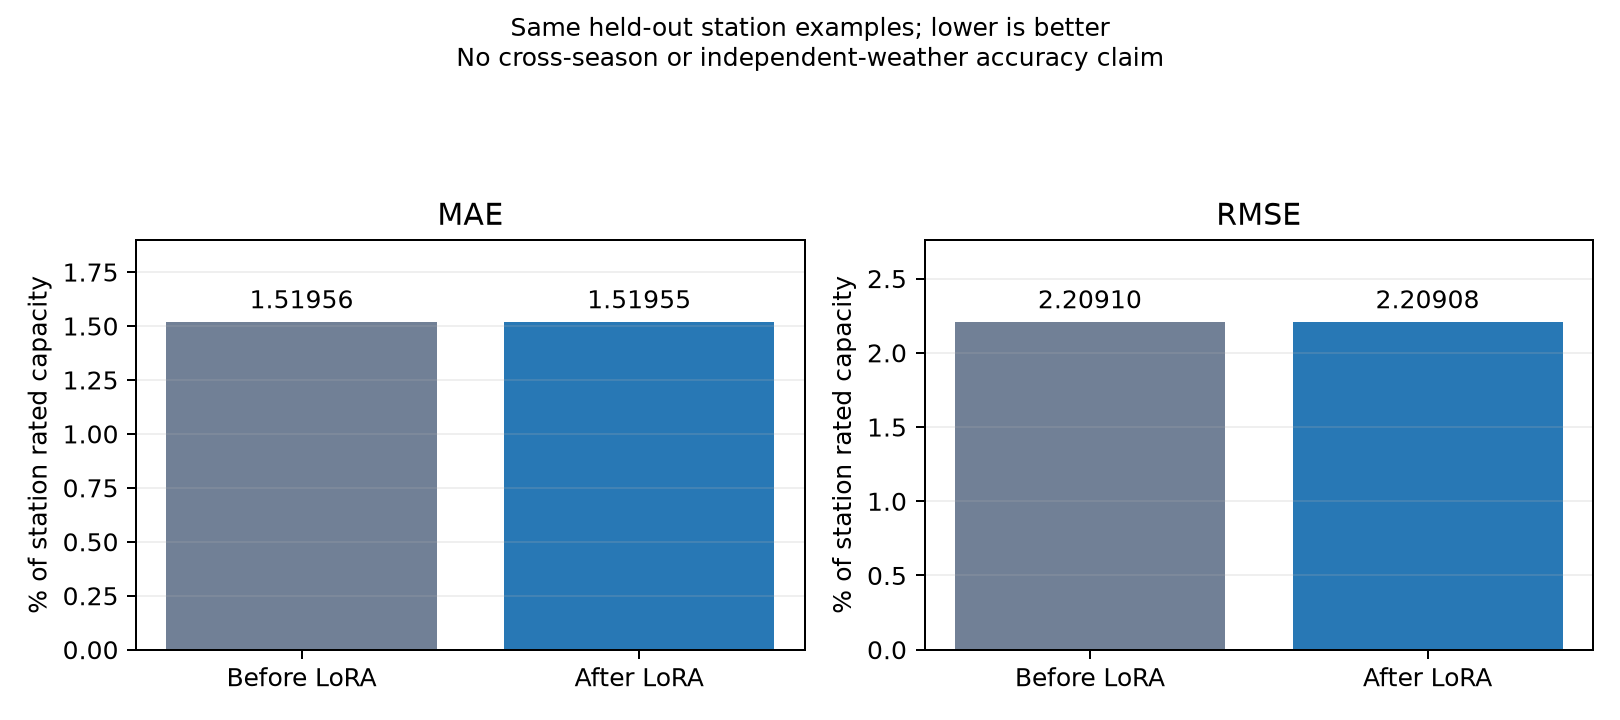 Same held-out station examples; lower is better
No cross-season or independent-weather accuracy claim
MAE
% of station rated capacity
1.75
1.50
1.25
1.00
0.75
0.50
0.25
0.00
1.51956
1.51955
Before LoRA
After LoRA
RMSE
% of station rated capacity
2.5
2.0
1.5
1.0
0.5
0.0
2.20910
2.20908
Before LoRA
After LoRA